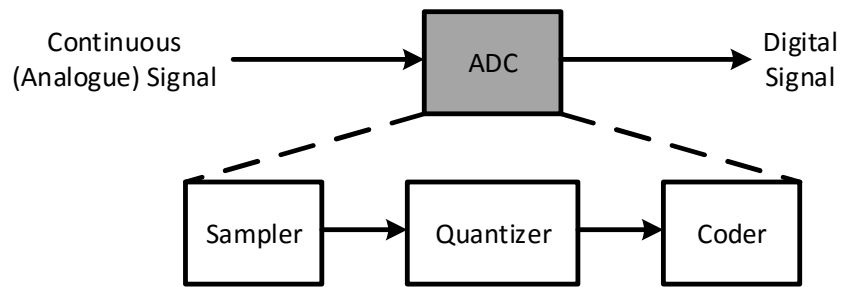 Continuous
(Analogue) Signal
ADC
Digital
Signal
Sampler
Quantizer
Coder